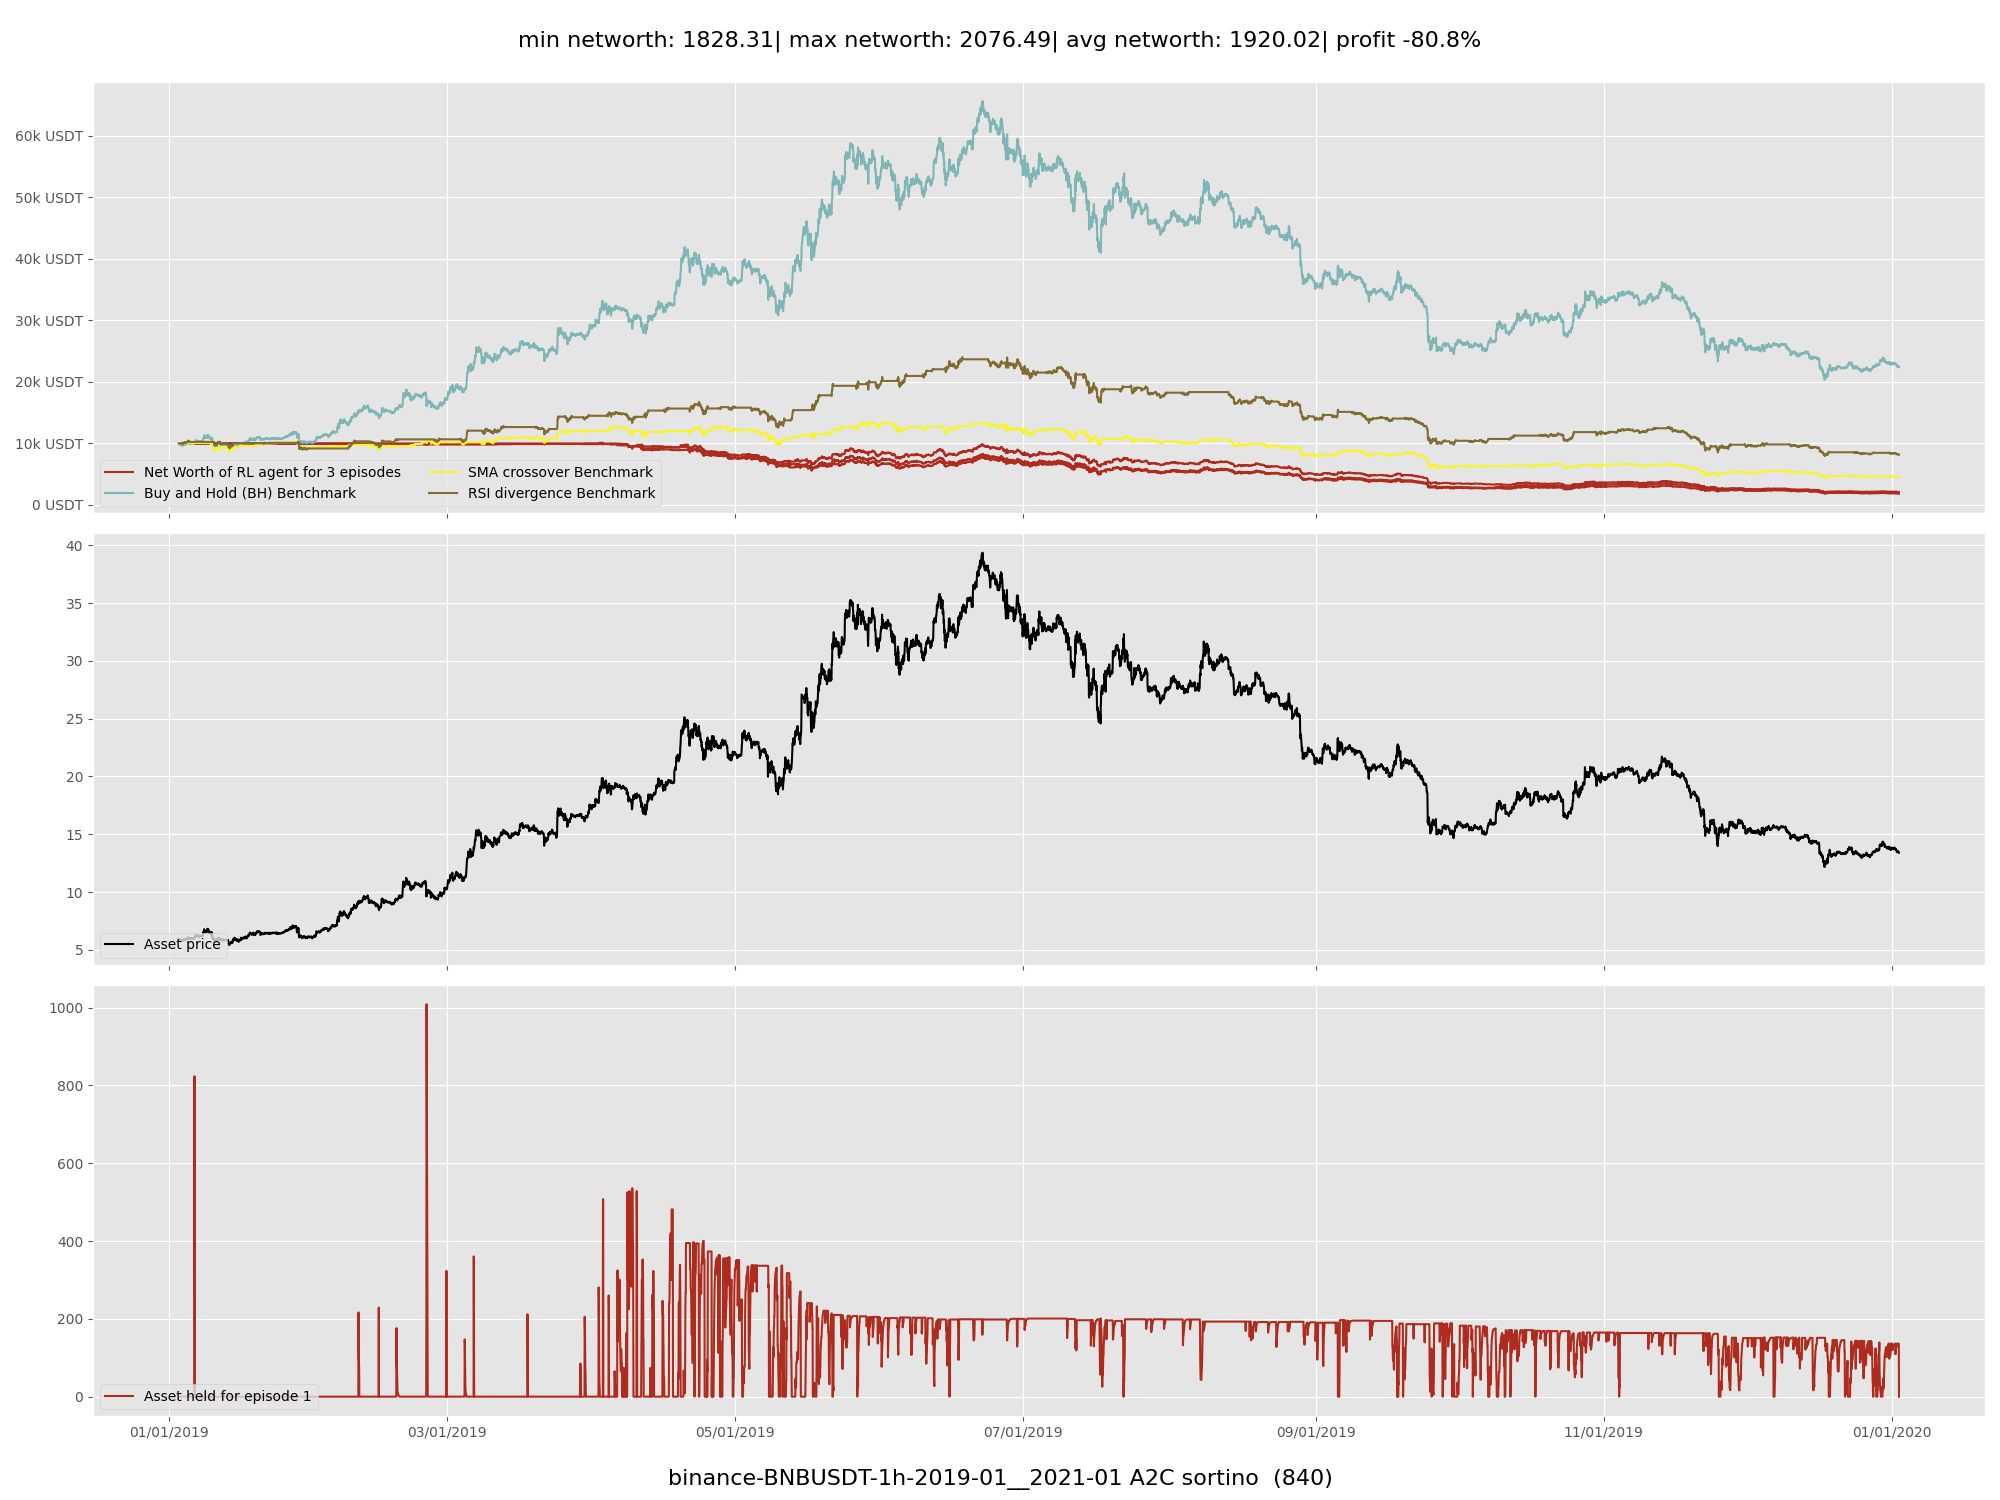 min networth: 1828.31| max networth: 2076.49| avg networth: 1920.02| profit -80.8%
60k USDT
50k USDT
40k USDT
30k USDT
20k USDT
10k USDT
0 USDT
Net Worth of RL agent for 3 episodes
Buy and Hold (BH) Benchmark
SMA crossover Benchmark
RSI divergence Benchmark
40
35
30
25
20
15
10
5
Asset price
1000
800
600
400
200
0
Asset held for episode 1
01/01/2019
03/01/2019
05/01/2019
07/01/2019
09/01/2019
11/01/2019
01/01/2020
binance-BNBUSDT-1h-2019-01__2021-01 A2C sortino (840)